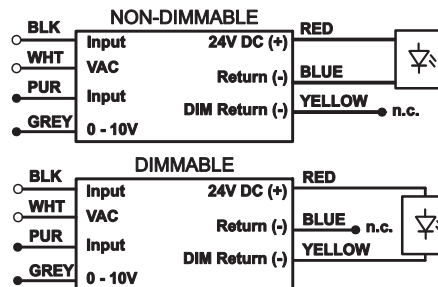 NON-DIMMABLE
BLK Input 24V DC (+) RED
WHT VAC Return (-) BLUE
PUR Input DIM Return (-) YELLOW n.c.
GREY 0 - 10V
DIMMABLE
BLK Input 24V DC (+) RED
WHT VAC Return (-) BLUE n.c.
PUR Input DIM Return (-) YELLOW
GREY 0 - 10V